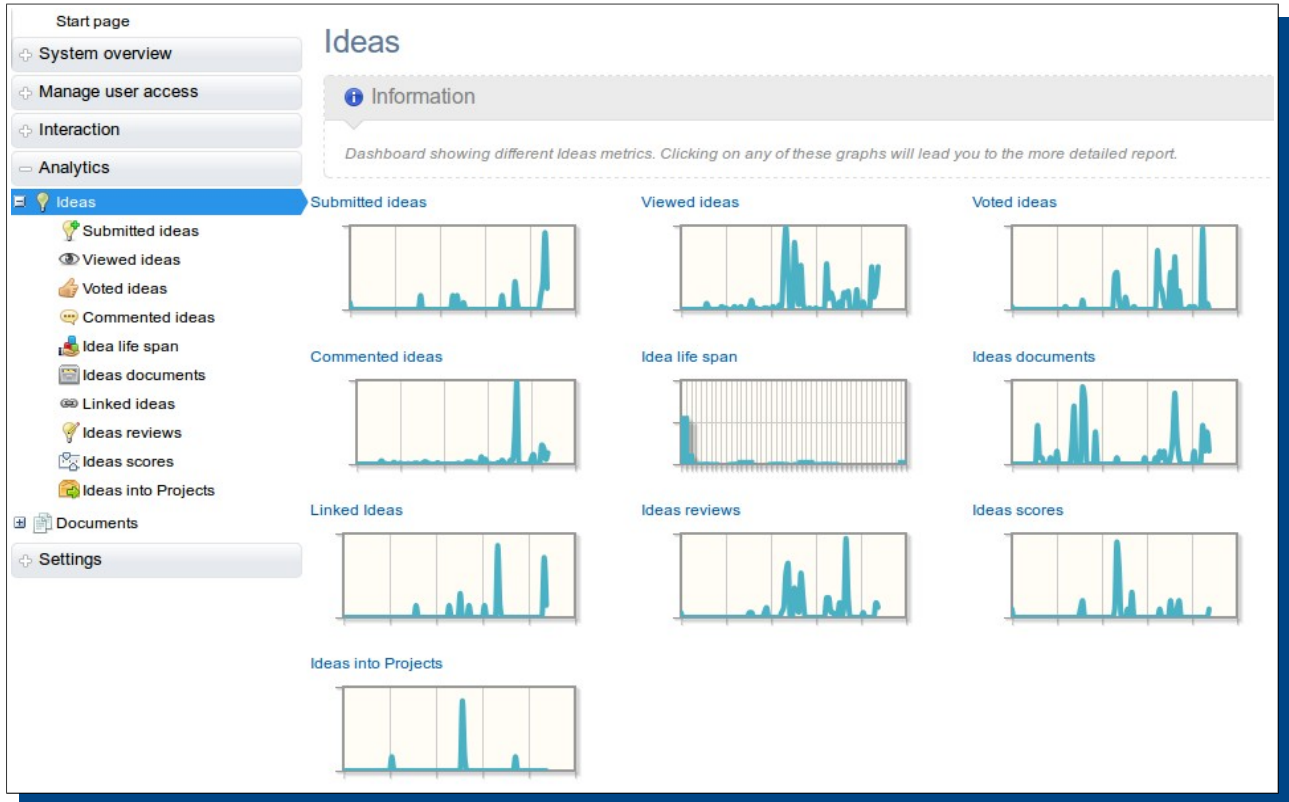 Start page
System overview
Manage user access
Interaction
Analytics
Ideas
Submitted ideas
Viewed ideas
Voted ideas
Commented ideas
Idea life span
Ideas documents
Linked ideas
Ideas reviews
Ideas scores
Ideas into Projects
Documents
Settings
Ideas
Information
Dashboard showing different Ideas metrics. Clicking on any of these graphs will lead you to the more detailed report.
Submitted ideas
Viewed ideas
Voted ideas
Commented ideas
Idea life span
Ideas documents
Linked Ideas
Ideas reviews
Ideas scores
Ideas into Projects